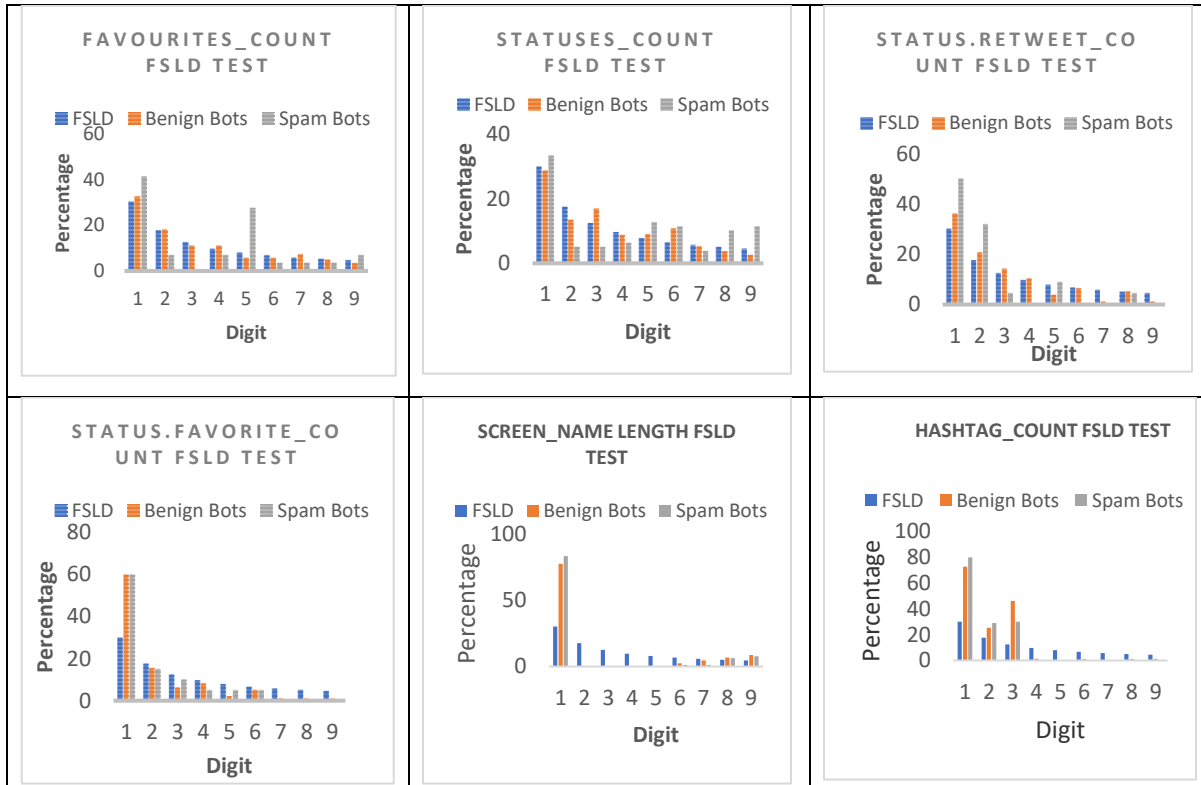 FAVOURITES_COUNT
FSLD TEST
FSLD Benign Bots Spam Bots
60
40
20
0
Percentage
1 2 3 4 5 6 7 8 9
Digit
STATUSES_COUNT
FSLD TEST
FSLD Benign Bots Spam Bots
40
20
0
Percentage
1 2 3 4 5 6 7 8 9
Digit
STATUS.RETWEET_CO
UNT FSLD TEST
FSLD Benign Bots Spam Bots
60
40
20
0
Percentage
1 2 3 4 5 6 7 8 9
Digit
STATUS.FAVORITE_CO
UNT FSLD TEST
FSLD Benign Bots Spam Bots
80
60
40
20
0
Percentage
1 2 3 4 5 6 7 8 9
Digit
SCREEN_NAME LENGTH FSLD
TEST
FSLD Benign Bots Spam Bots
100
50
0
Percentage
1 2 3 4 5 6 7 8 9
Digit
HASHTAG_COUNT FSLD TEST
FSLD Benign Bots Spam Bots
100
80
60
40
20
0
Percentage
1 2 3 4 5 6 7 8 9
Digit